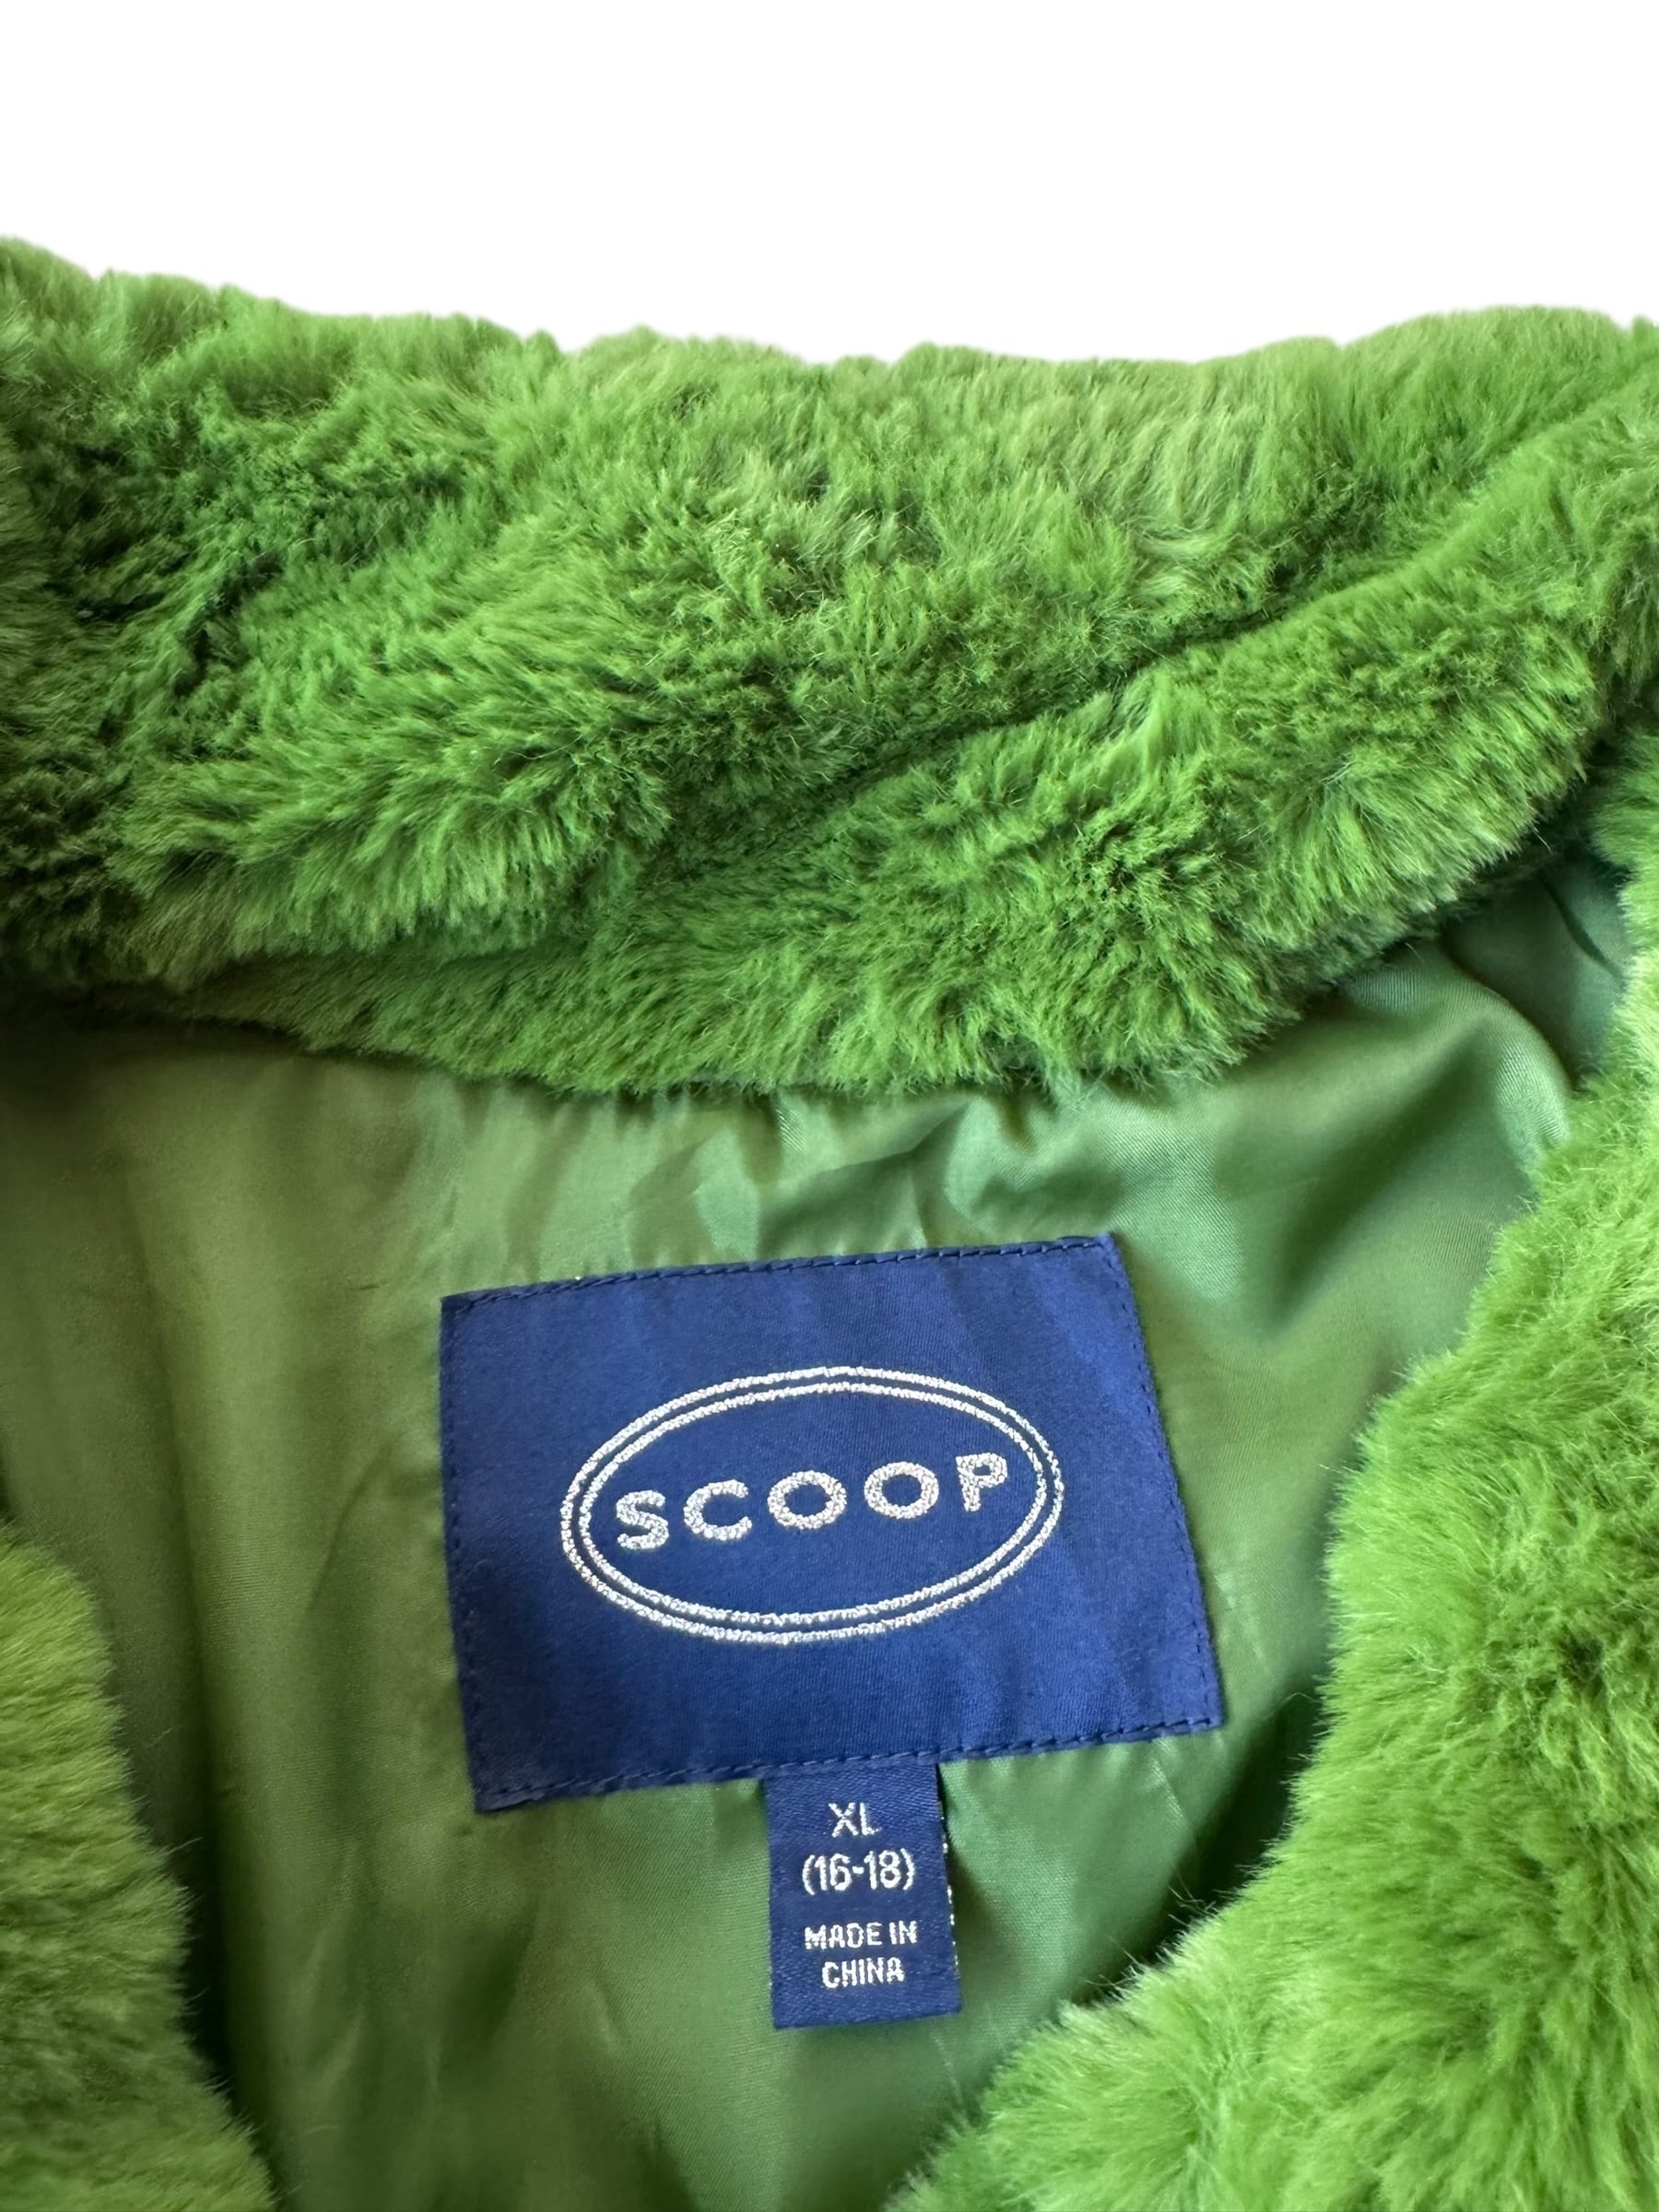 SCOOP
XL
(16-18)
MADE IN
CHINA